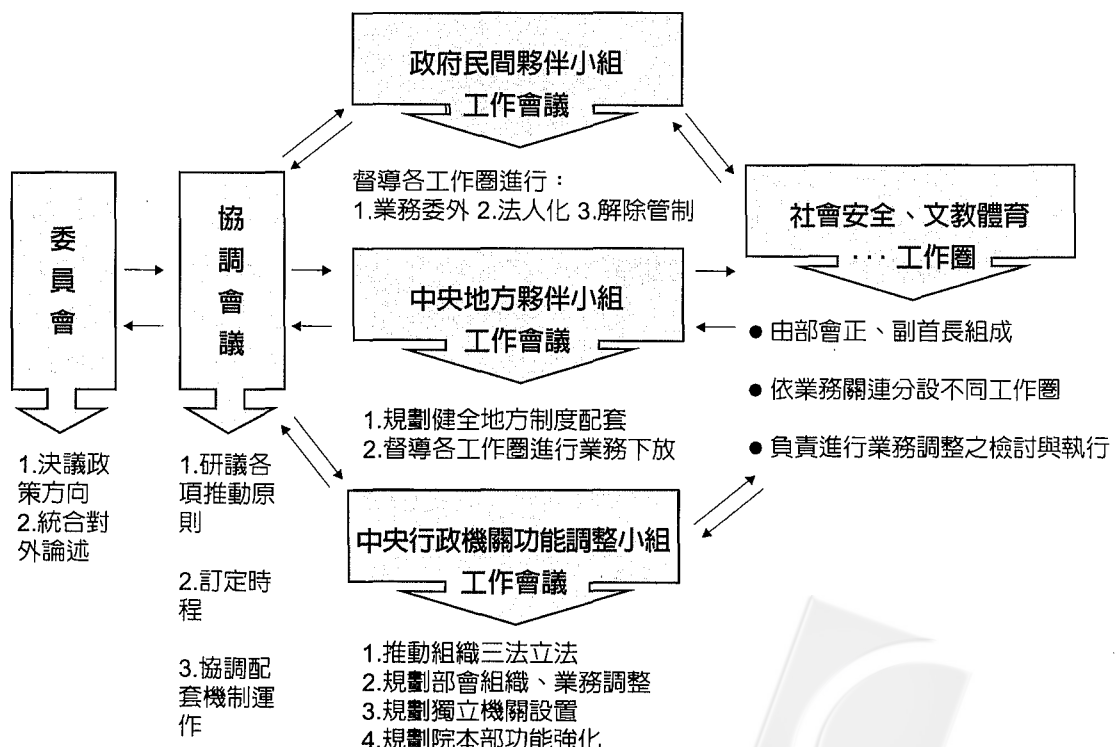 政府民間夥伴小組
工作會議
督導各工作圈進行：
1.業務委外 2.法人化 3.解除管制
委員會
協調會議
中央地方夥伴小組
工作會議
社會安全、文教體育
… 工作圈
● 由部會正、副首長組成
● 依業務關連分設不同工作圈
● 負責進行業務調整之檢討與執行
1.規劃健全地方制度配套
2.督導各工作圈進行業務下放
1.決議政
策方向
2.統合對
外論述
1.研議各
項推動原
則
2.訂定時
程
3.協調配
套機制運
作
中央行政機關功能調整小組
工作會議
1.推動組織三法立法
2.規劃部會組織、業務調整
3.規劃獨立機關設置
4.規劃院本部功能強化